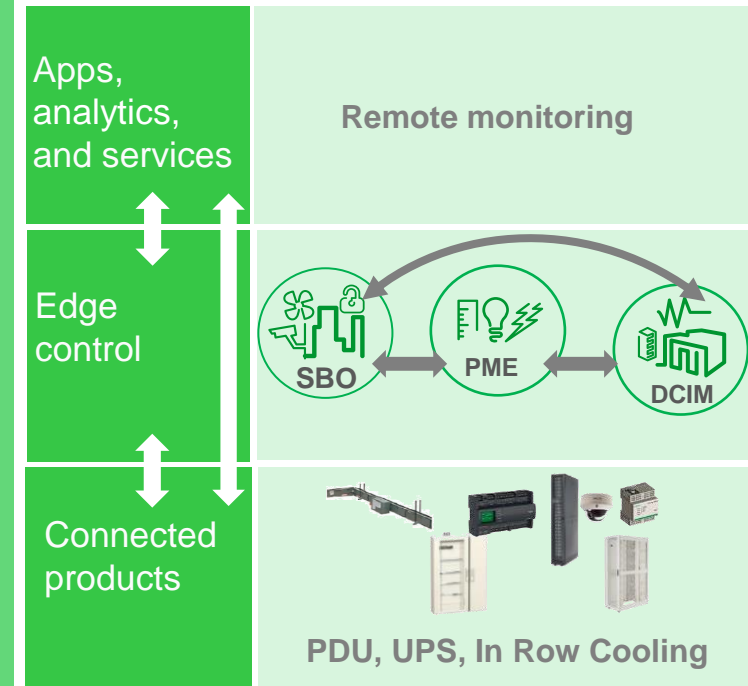 Apps,
analytics,
and services
Remote monitoring
Edge
control
SBO
PME
DCIM
Connected
products
PDU, UPS, In Row Cooling